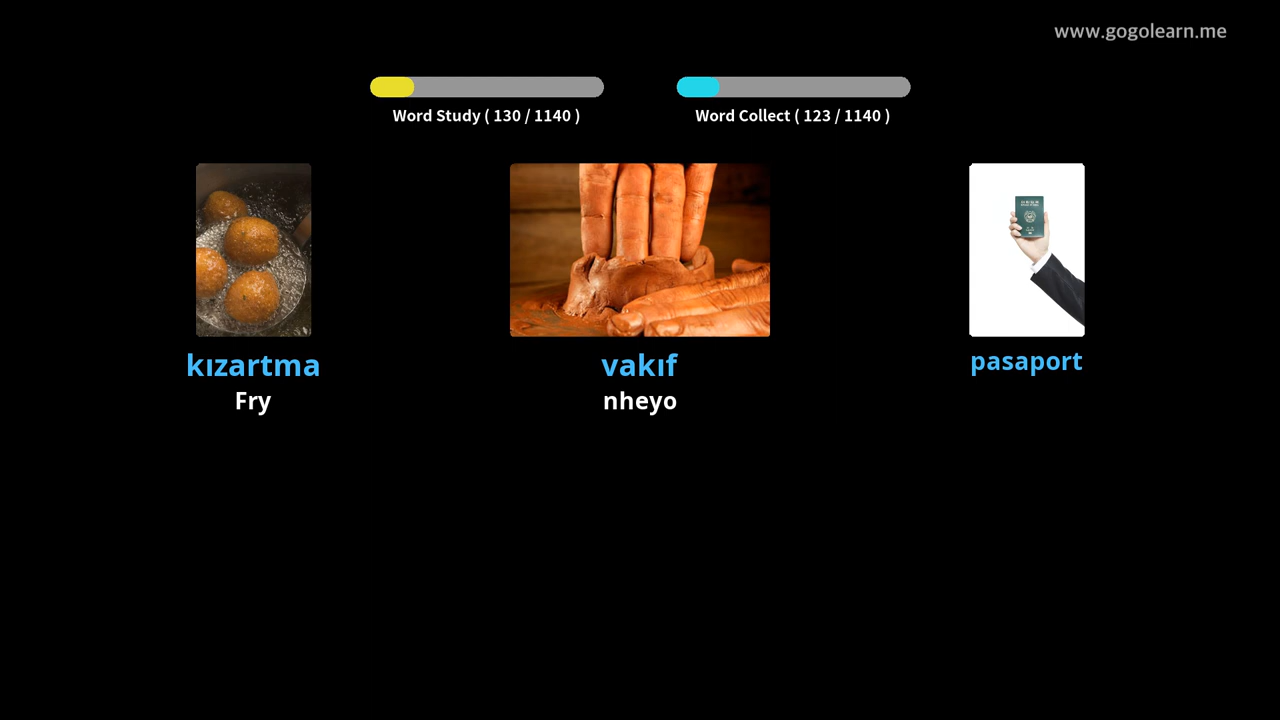 www.gogolearn.me
Word Study ( 130 / 1140 )
Word Collect ( 123 / 1140 )
kızartma
Fry
vakıf
nheyo
pasaport